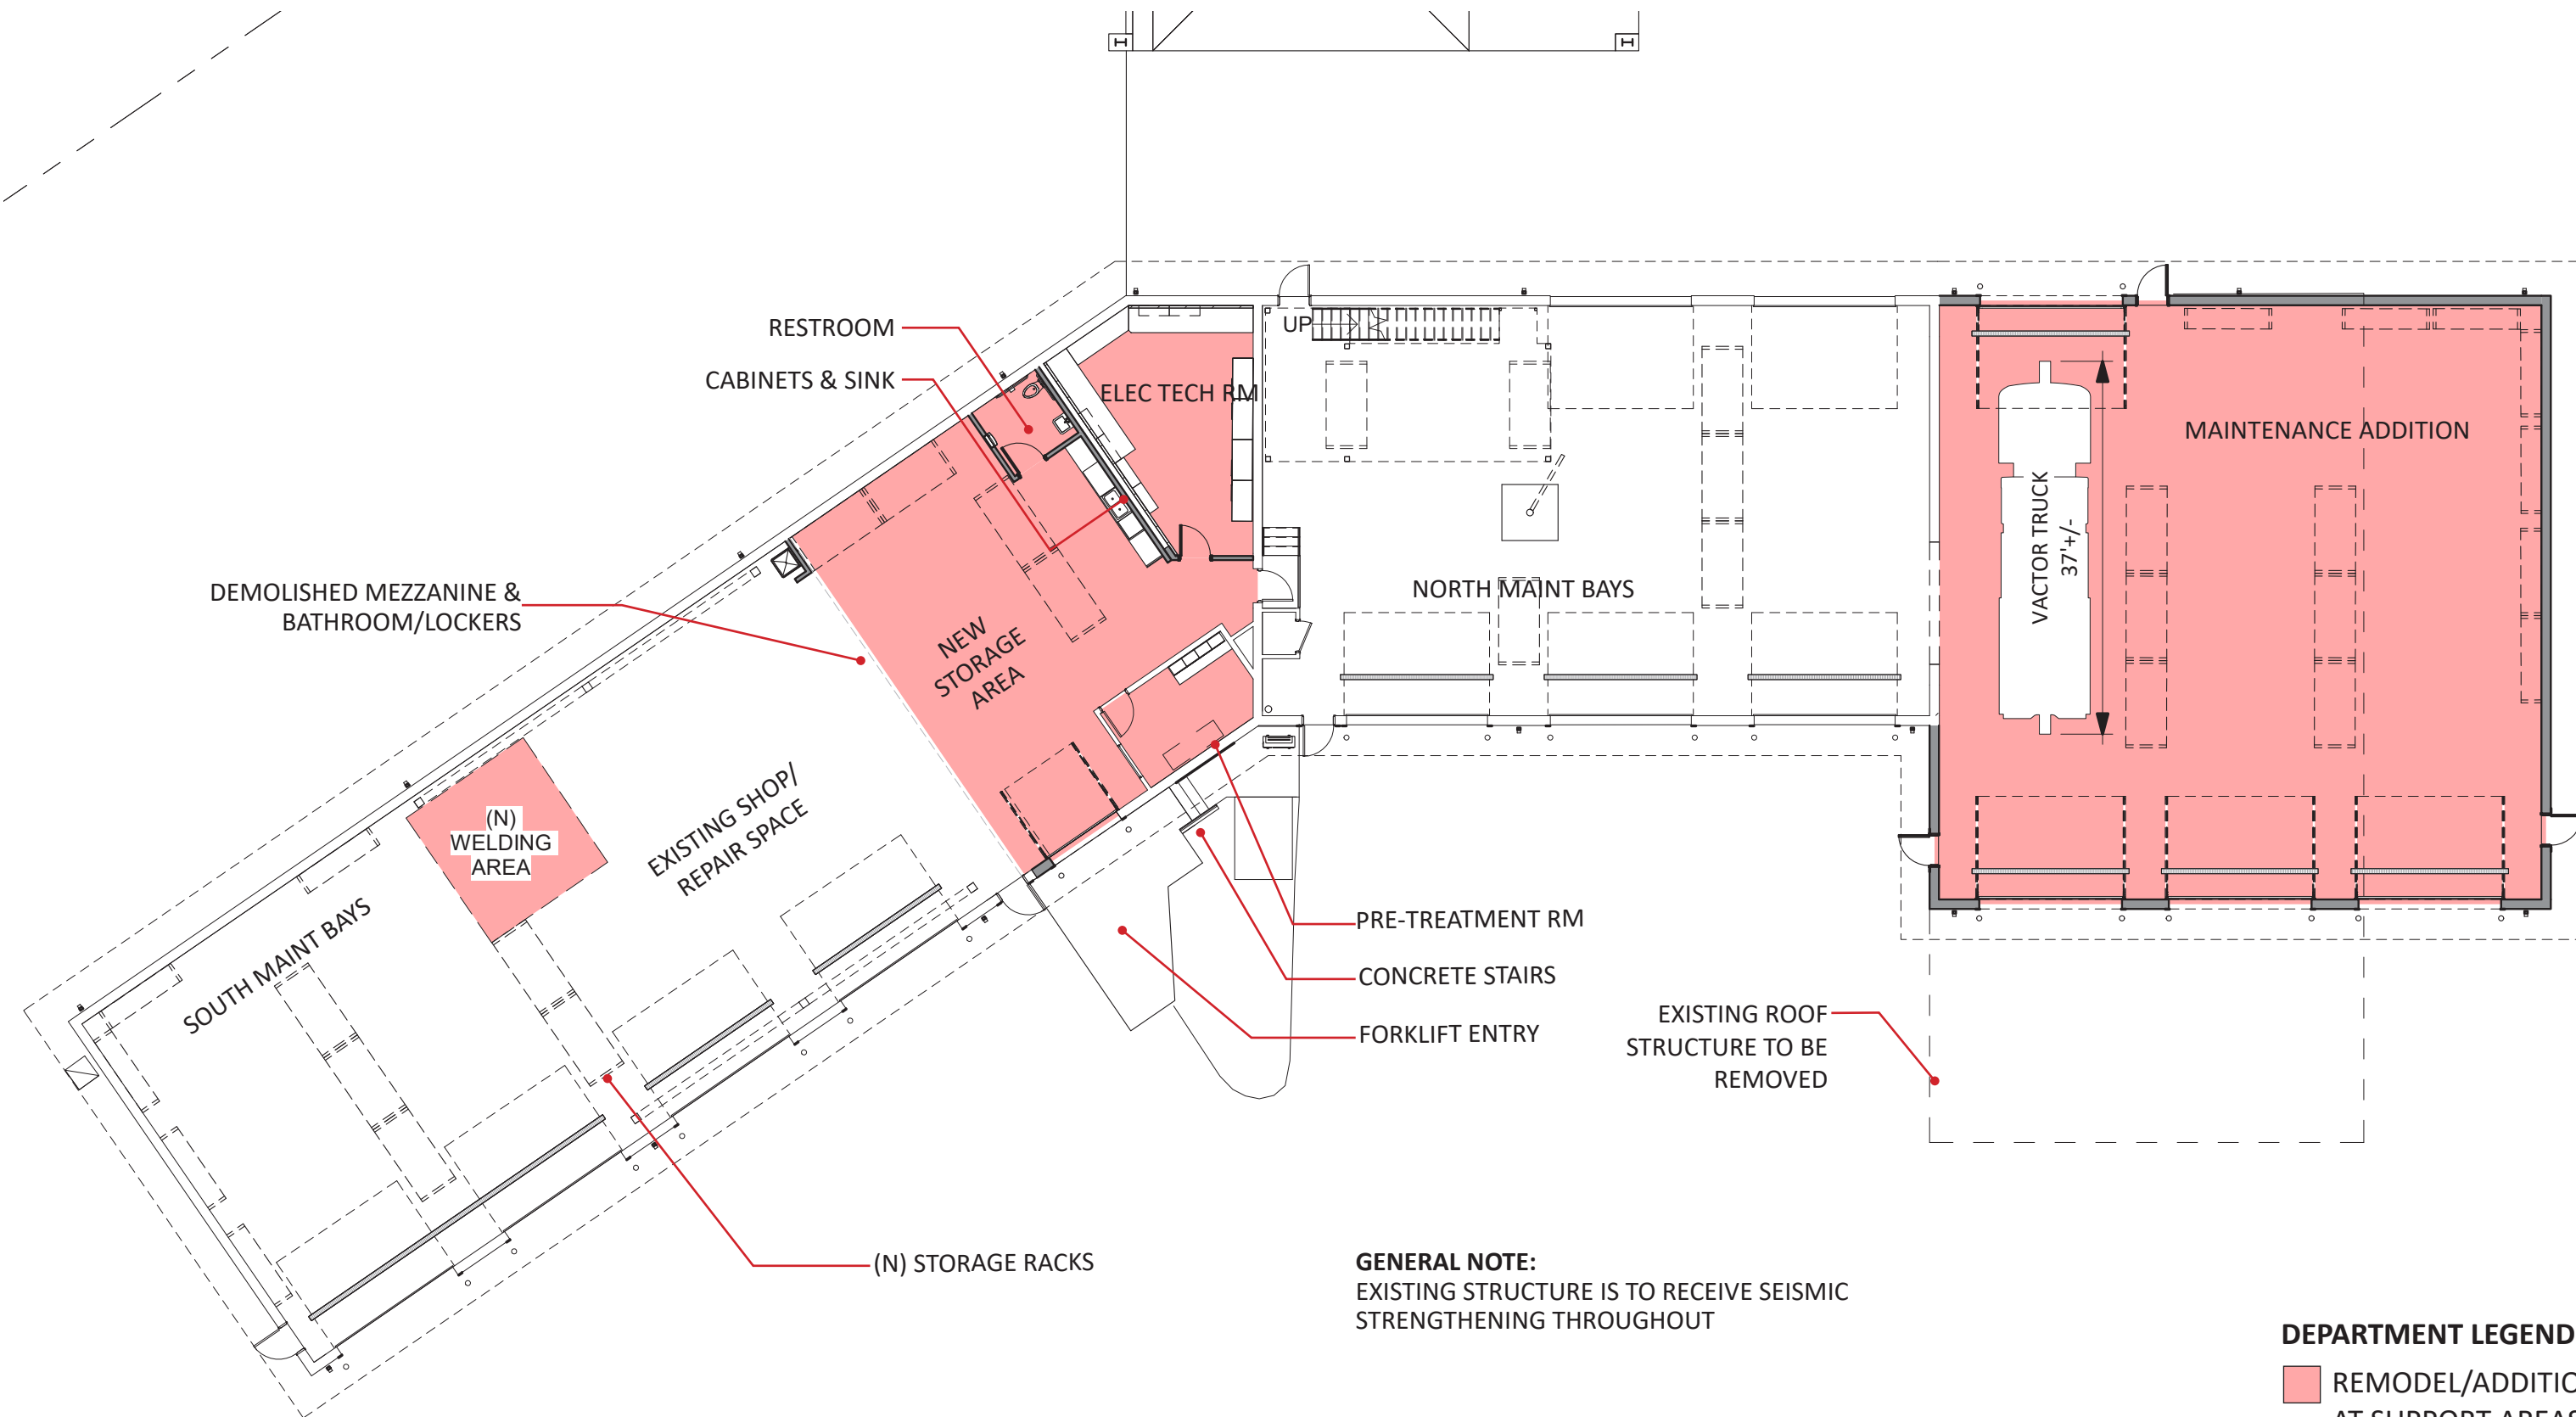 RESTROOM
CABINETS & SINK
ELEC TECH RM
UP
MAINTENANCE ADDITION
VACTOR TRUCK
37'+/-
DEMOLISHED MEZZANINE &
BATHROOM/LOCKERS
NORTH MAINT BAYS
NEW
STORAGE
AREA
(N)
WELDING
AREA
EXISTING SHOP/
REPAIR SPACE
SOUTH MAINT BAYS
PRE-TREATMENT RM
CONCRETE STAIRS
FORKLIFT ENTRY
EXISTING ROOF
STRUCTURE TO BE
REMOVED
(N) STORAGE RACKS
GENERAL NOTE:
EXISTING STRUCTURE IS TO RECEIVE SEISMIC
STRENGTHENING THROUGHOUT
DEPARTMENT LEGEND
REMODEL/ADDITIO
AT SUPPORT AREAS